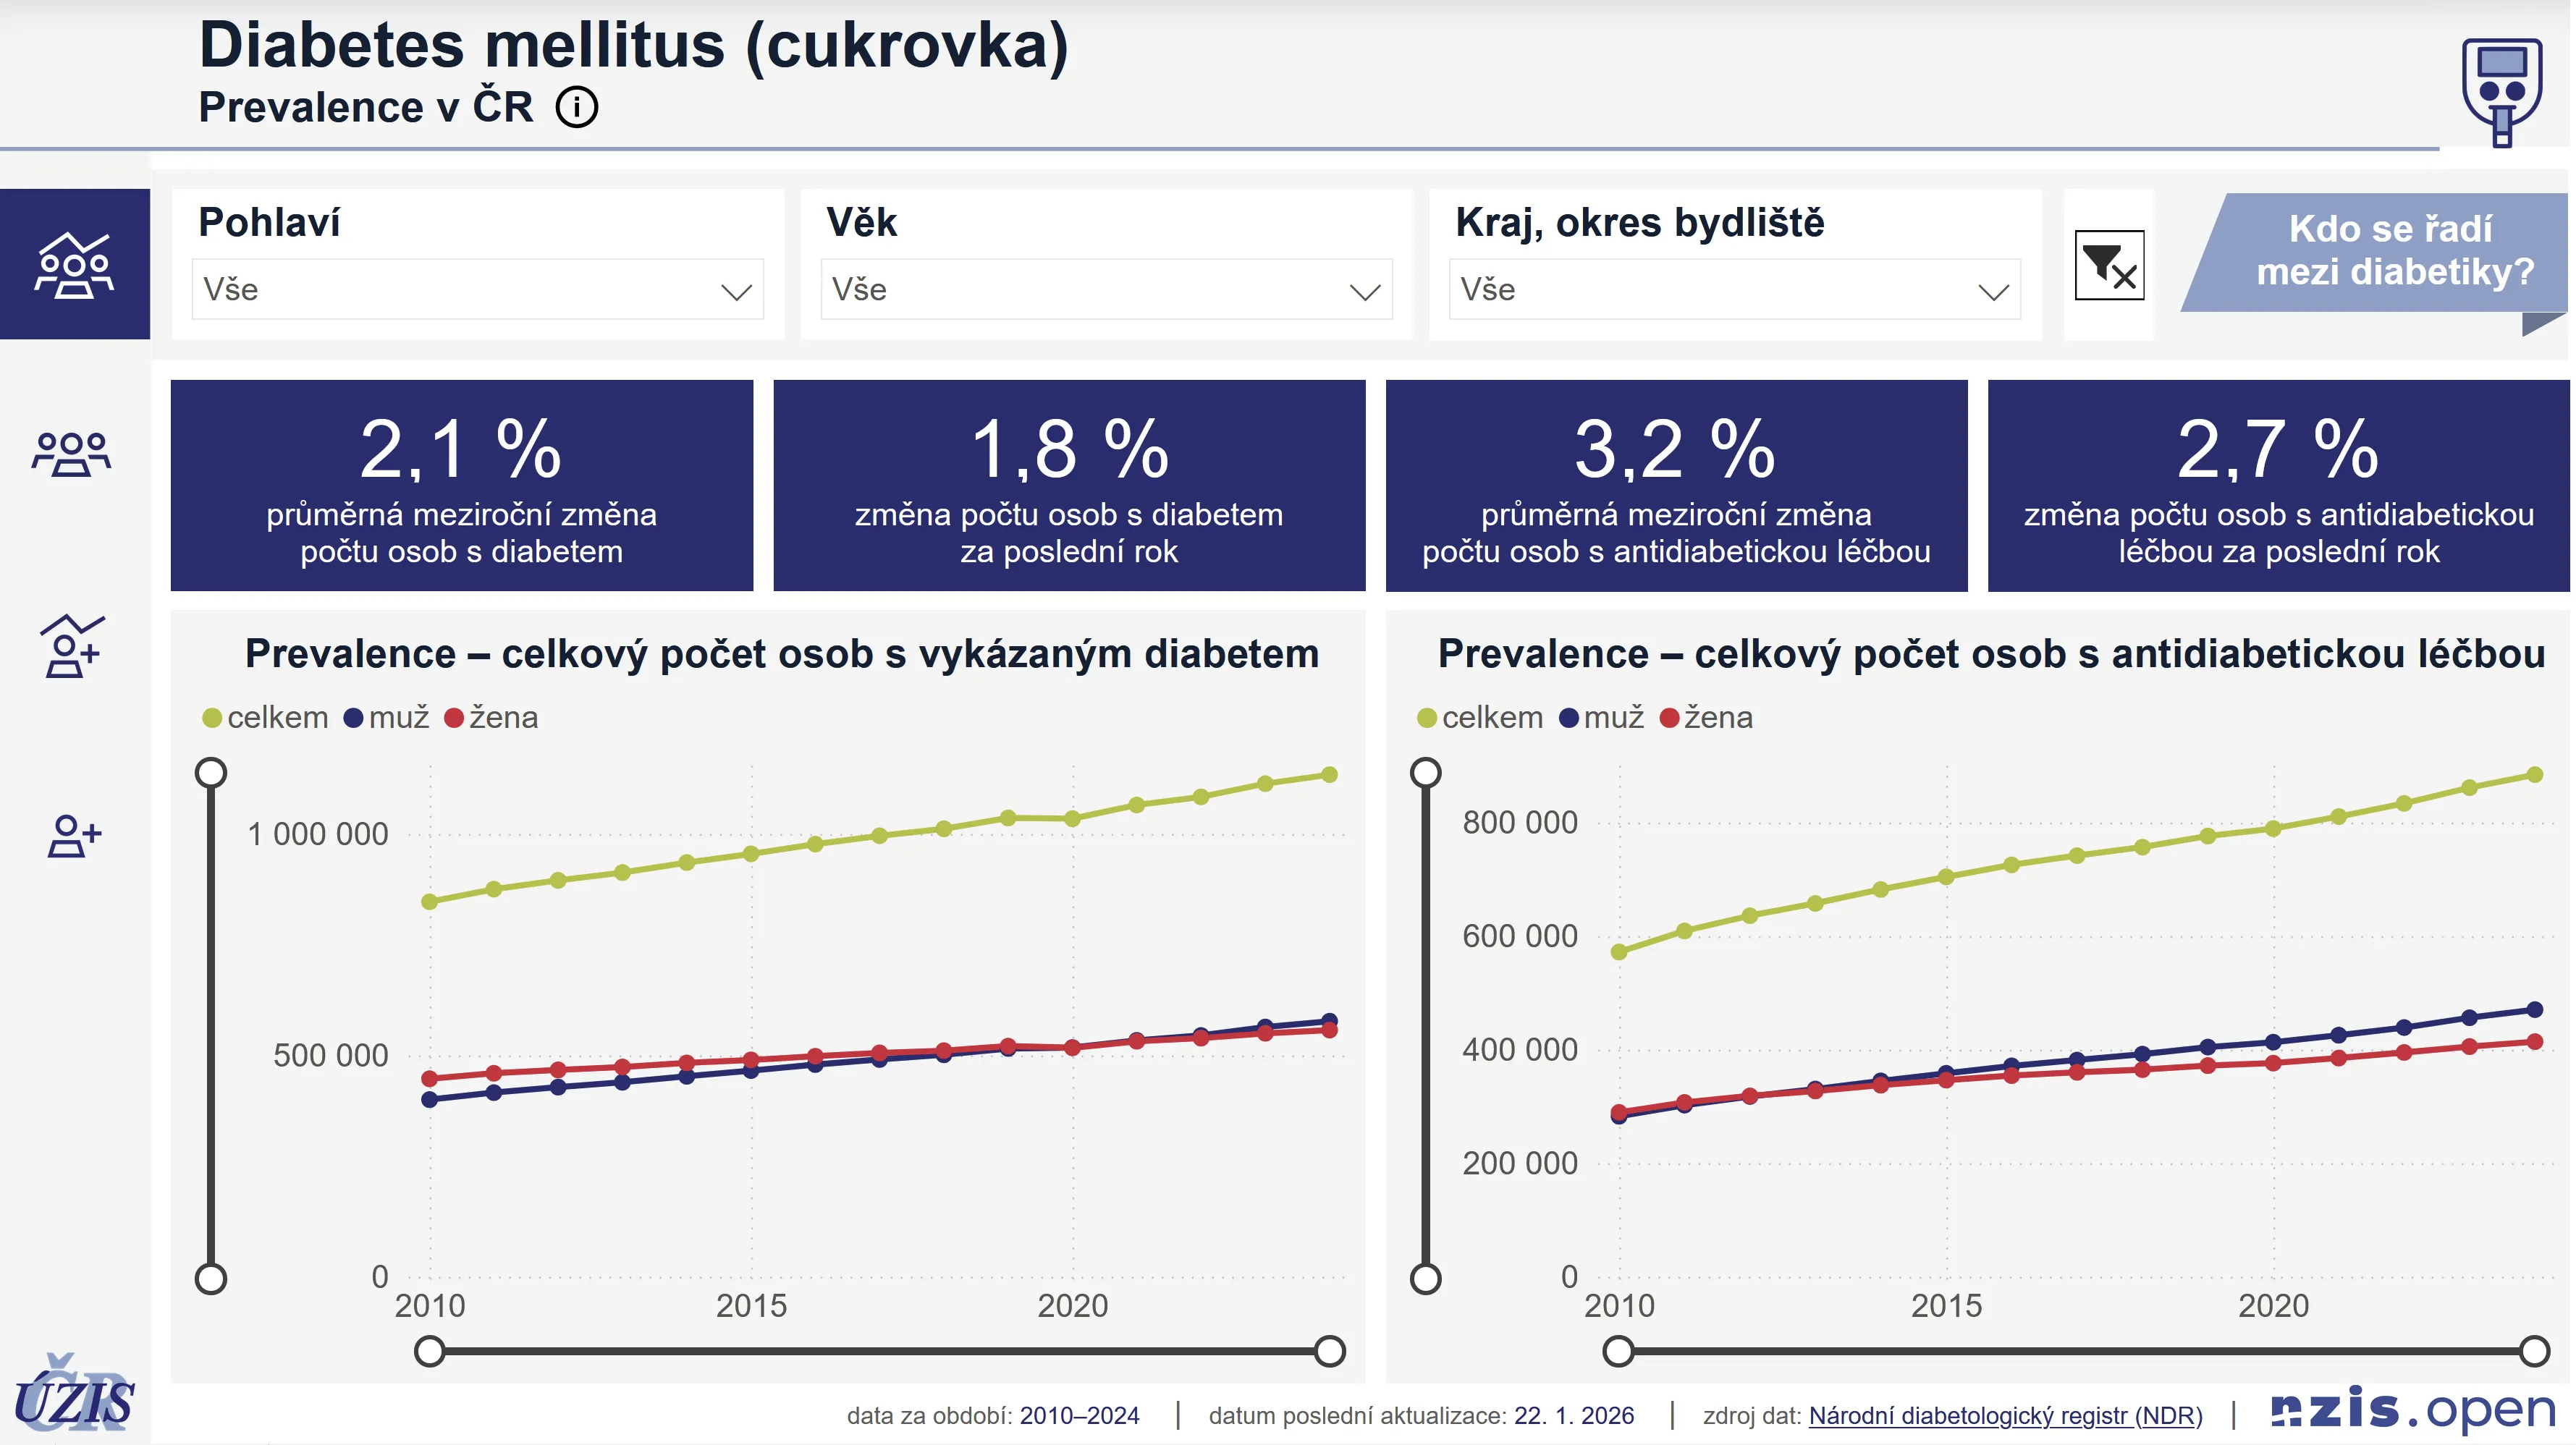 Diabetes mellitus (cukrovka)
Prevalence v ČR i
Pohlaví
Vše
Věk
Vše
Kraj, okres bydliště
Vše
Kdo se řadí
mezi diabetiky?
2,1 %
průměrná meziroční změna
počtu osob s diabetem
1,8 %
změna počtu osob s diabetem
za poslední rok
3,2 %
průměrná meziroční změna
počtu osob s antidiabetickou léčbou
2,7 %
změna počtu osob s antidiabetickou
léčbou za poslední rok
Prevalence – celkový počet osob s vykázaným diabetem
celkem muž žena
1 000 000
500 000
0
2010 2015 2020
Prevalence – celkový počet osob s antidiabetickou léčbou
celkem muž žena
800 000
600 000
400 000
200 000
0
2010 2015 2020
ÚZIS ČR
data za období: 2010–2024 | datum poslední aktualizace: 22. 1. 2026 | zdroj dat: Národní diabetologický registr (NDR) |
nzis.open